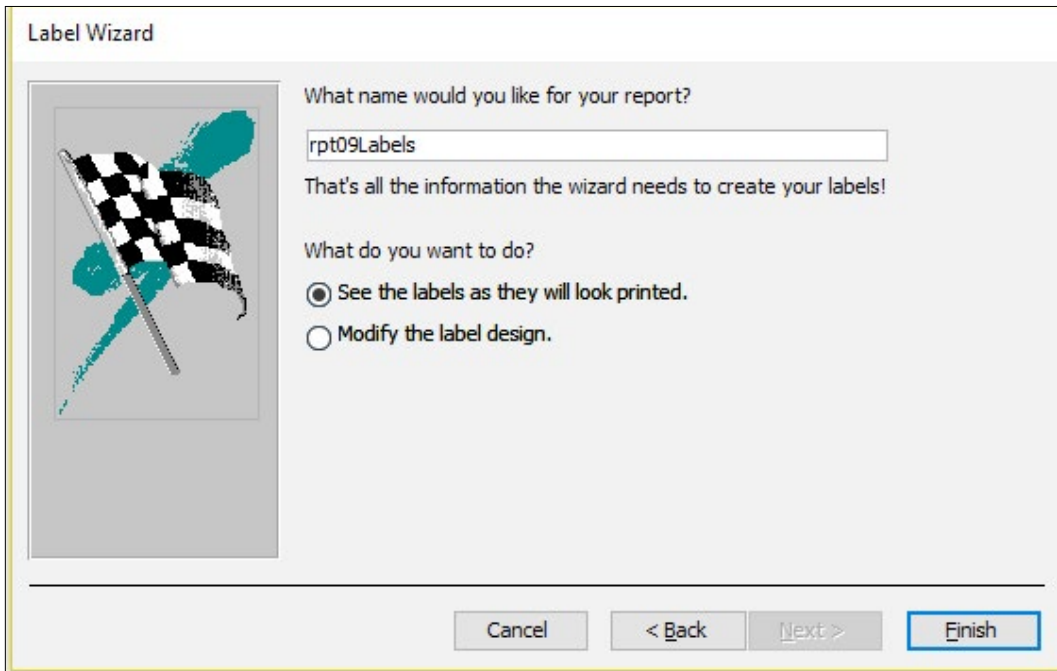 Label Wizard
What name would you like for your report?
rpt09Labels
That's all the information the wizard needs to create your labels!
What do you want to do?
See the labels as they will look printed.
Modify the label design.
Cancel
< Back
Next >
Finish